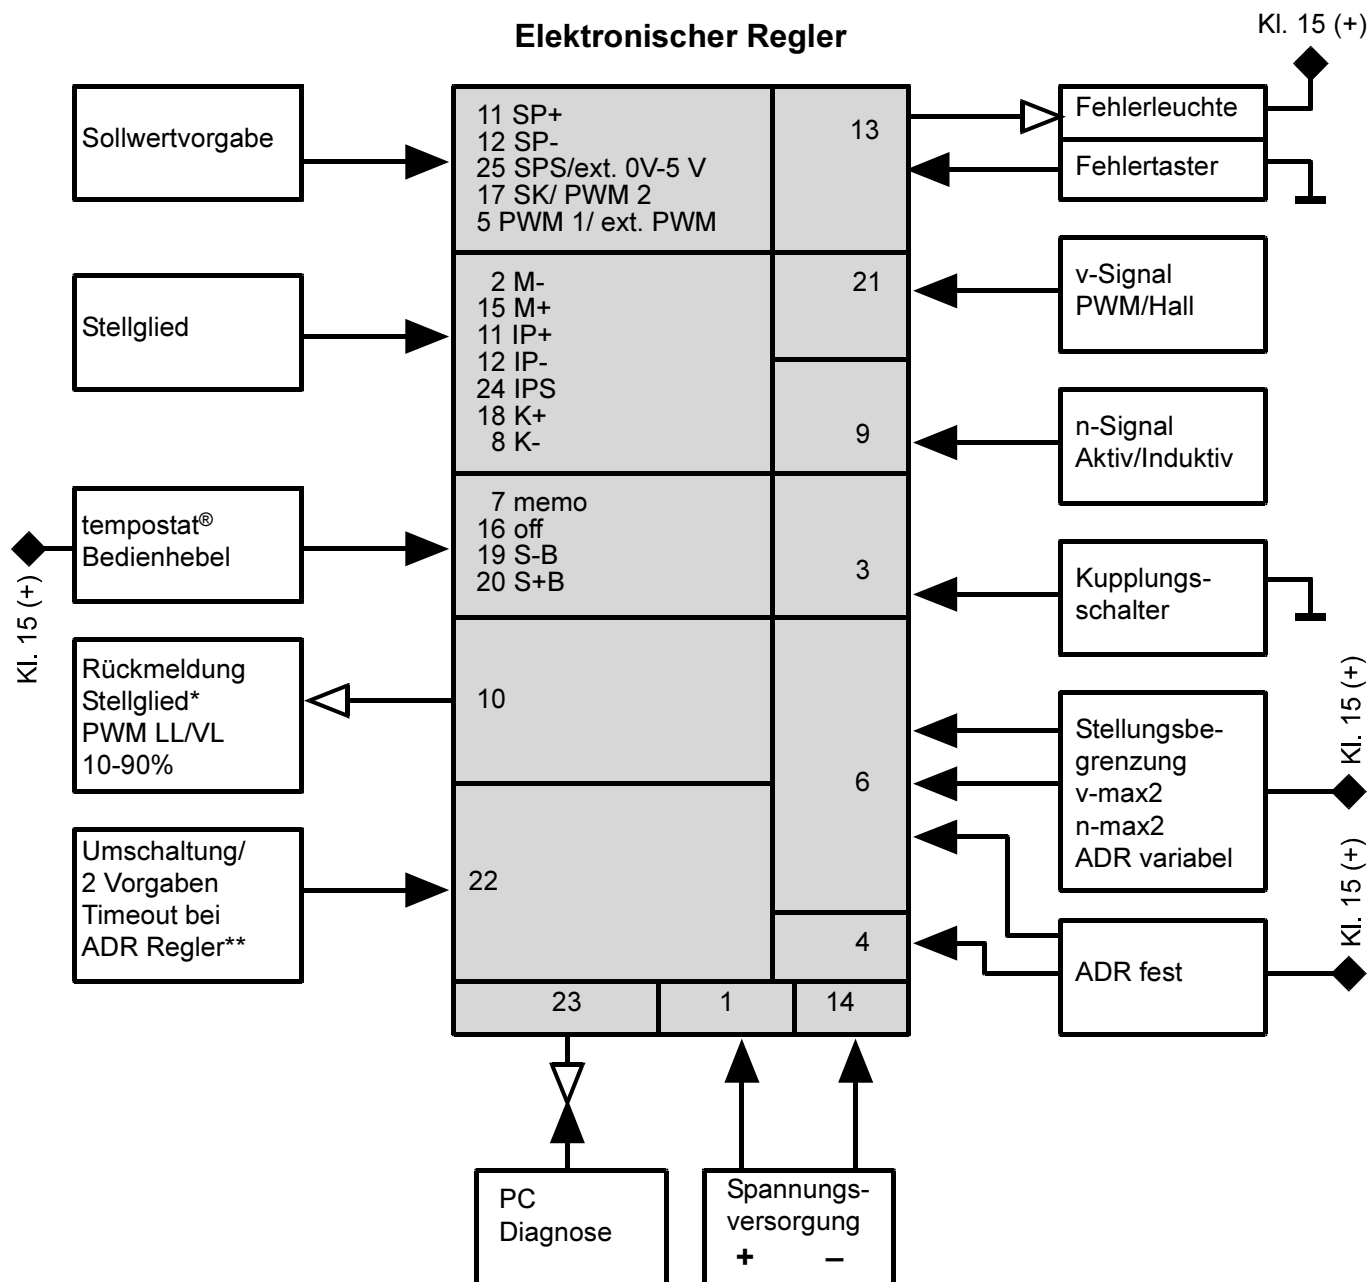 Elektronischer Regler
Kl. 15 (+)
Sollwertvorgabe
11 SP+
12 SP-
25 SPS/ext. 0V-5 V
17 SK/ PWM 2
5 PWM 1/ ext. PWM
13
Fehlerleuchte
Fehlertaster
Stellglied
2 M-
15 M+
11 IP+
12 IP-
24 IPS
18 K+
8 K-
21
v-Signal
PWM/Hall
9
n-Signal
Aktiv/Induktiv
Kl. 15 (+)
tempostat®
Bedienhebel
7 memo
16 off
19 S-B
20 S+B
3
Kupplungs-
schalter
Rückmeldung
Stellglied*
PWM LL/VL
10-90%
10
6
Stellungsbe-
grenzung
v-max2
n-max2
ADR variabel
Kl. 15 (+)
Umschaltung/
2 Vorgaben
Timeout bei
ADR Regler**
22
4
ADR fest
Kl. 15 (+)
23
1
14
PC
Diagnose
Spannungs-
versorgung
+ –